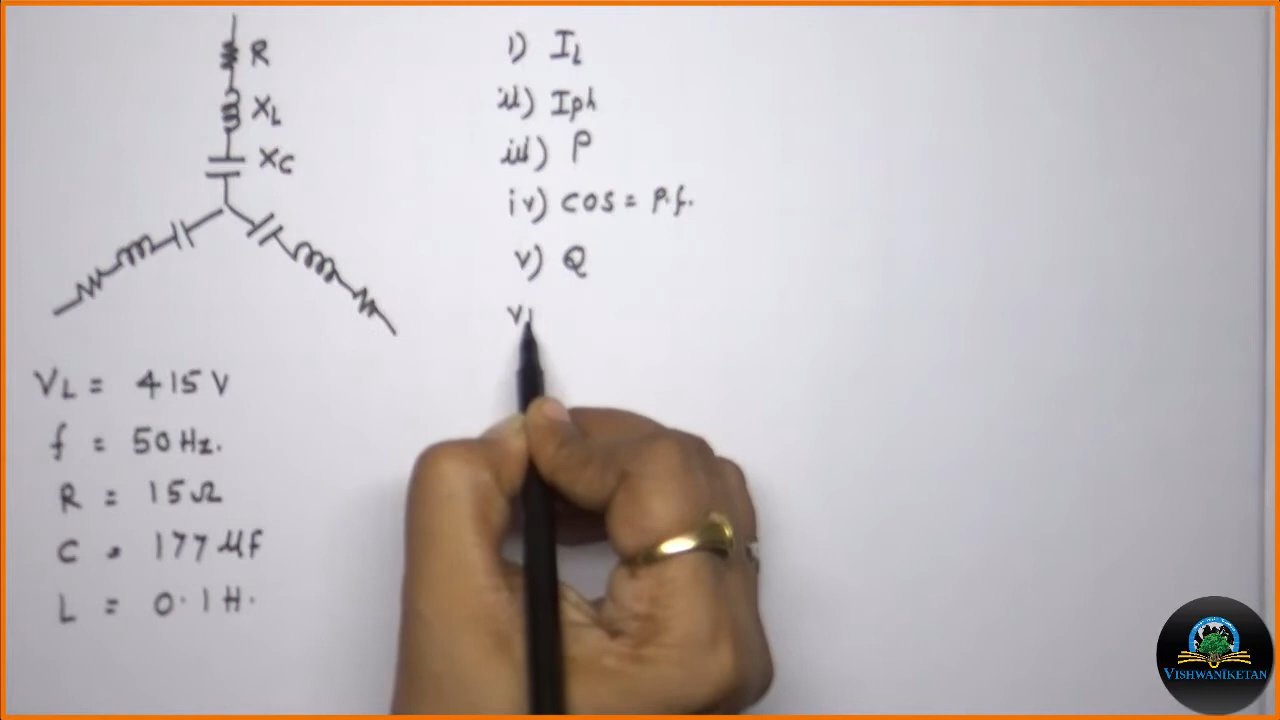 R
XL
XC
VL = 415 V
f = 50 Hz.
R = 15 Ω
C = 177 μf
L = 0.1 H.
i) IL
ii) Iph
iii) P
iv) cos = P.f.
v) Q
VISHWANIKETAN